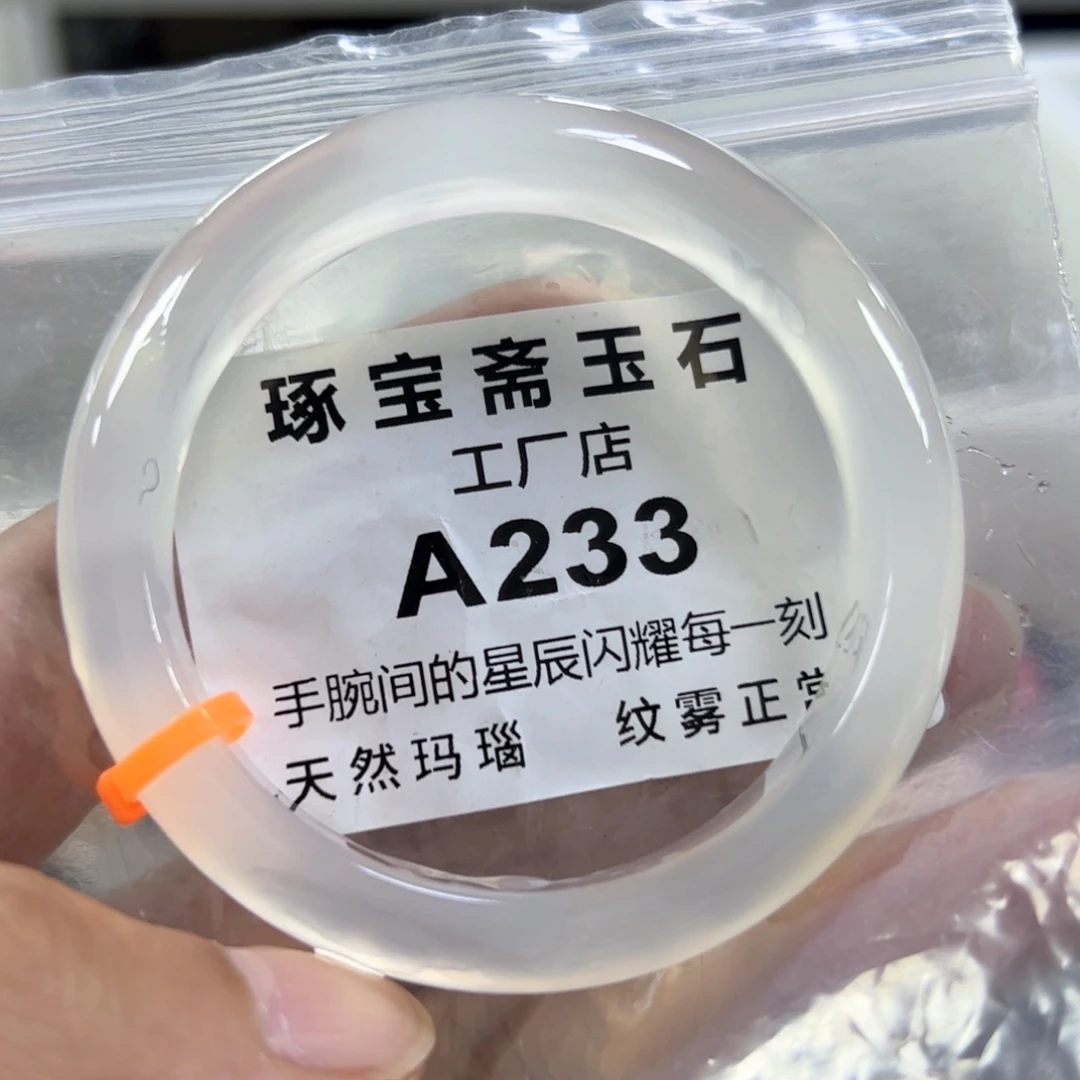 琢宝斋玉石
工厂店
A233
手腕间的星辰闪耀每一刻
天然玛瑙 纹雾正常